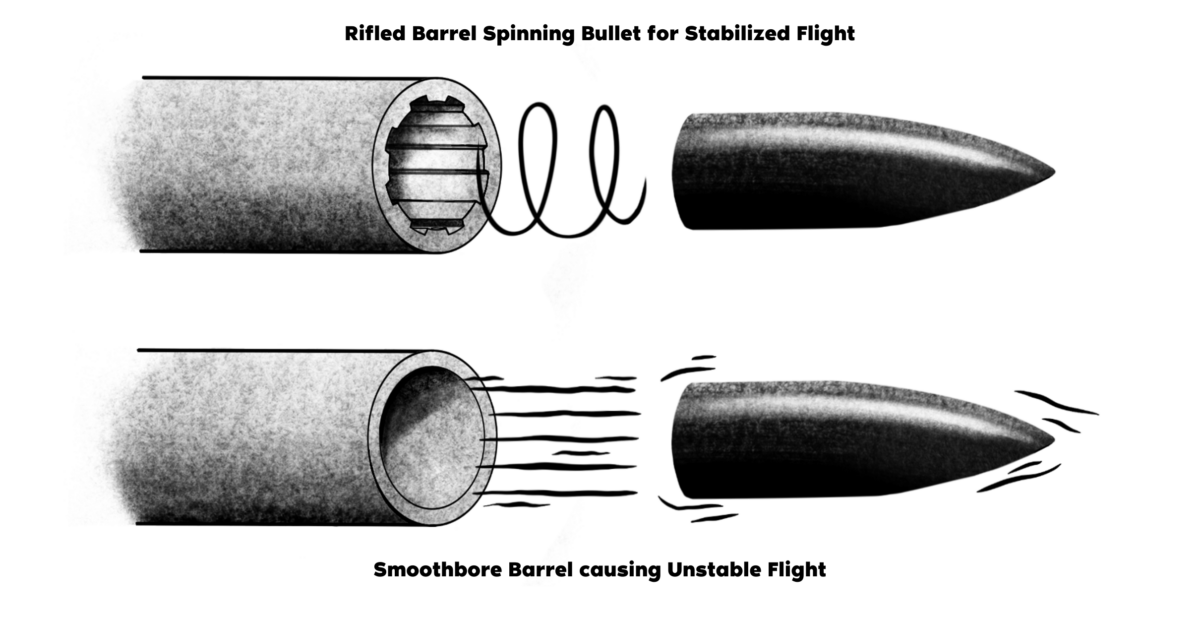 Rifled Barrel Spinning Bullet for Stabilized Flight
Smoothbore Barrel causing Unstable Flight